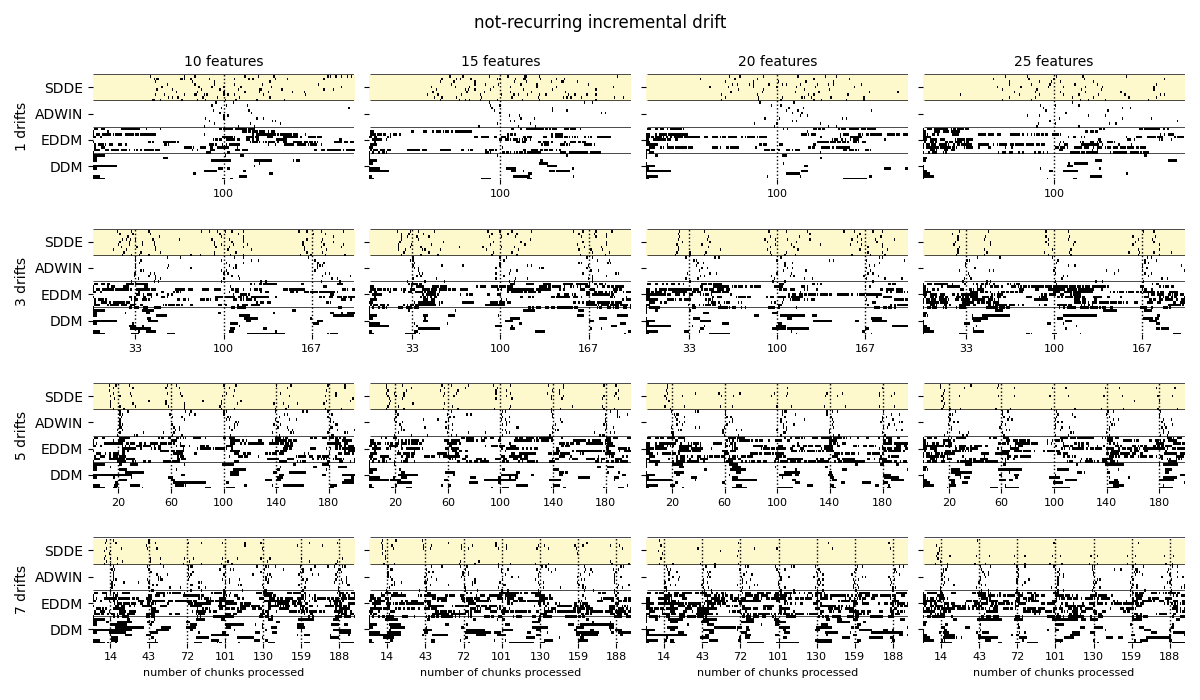 not-recurring incremental drift
10 features 15 features 20 features 25 features
1 drifts
SDDE
ADWIN
EDDM
DDM
100 100 100 100
3 drifts
SDDE
ADWIN
EDDM
DDM
33 100 167 33 100 167 33 100 167 33 100 167
5 drifts
SDDE
ADWIN
EDDM
DDM
20 60 100 140 180 20 60 100 140 180 20 60 100 140 180 20 60 100 140 180
7 drifts
SDDE
ADWIN
EDDM
DDM
14 43 72 101 130 159 188 14 43 72 101 130 159 188 14 43 72 101 130 159 188 14 43 72 101 130 159 188
number of chunks processed number of chunks processed number of chunks processed number of chunks processed